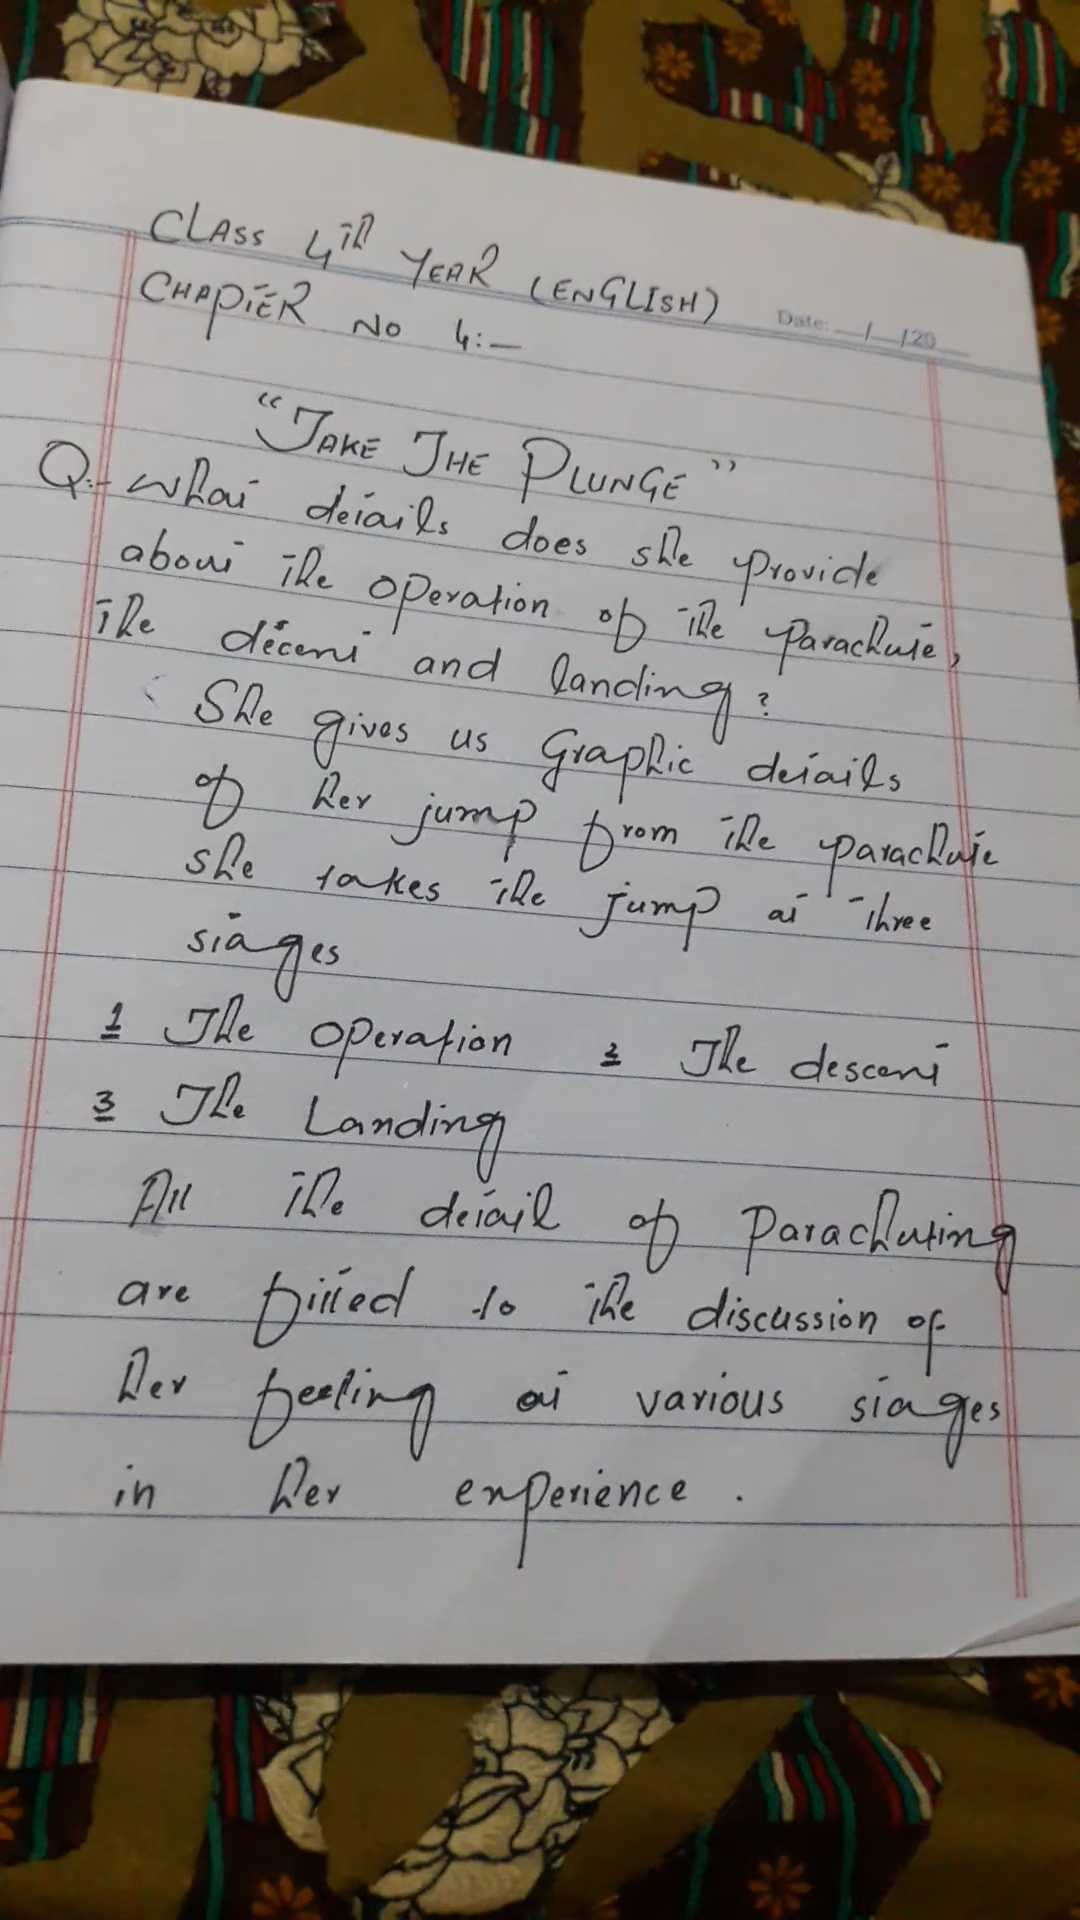 CLASS 4th YEAR (ENGLISH)
CHAPTER NO 4:-
Date: __/__/20__
"TAKE THE PLUNGE"
Q:- What details does she provide
about the operation of the parachute,
the decent and landing?
She gives us Graphic details
of her jump from the parachute
she takes the jump at three
stages
1 The operation 2 The descent
3 The Landing
All the detail of Parachuting
are fitted to the discussion of
her feeling at various stages
in her experience.